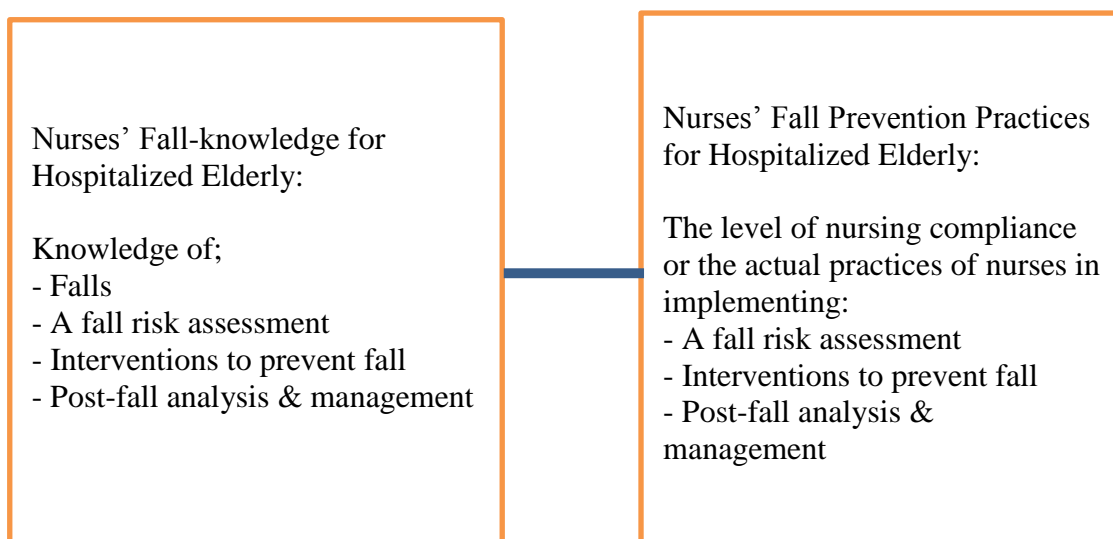 Nurses’ Fall-knowledge for
Hospitalized Elderly:
Knowledge of;
- Falls
- A fall risk assessment
- Interventions to prevent fall
- Post-fall analysis & management
Nurses’ Fall Prevention Practices
for Hospitalized Elderly:
The level of nursing compliance
or the actual practices of nurses in
implementing:
- A fall risk assessment
- Interventions to prevent fall
- Post-fall analysis &
management